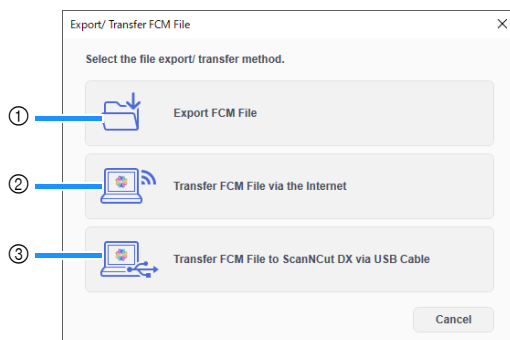 Export/ Transfer FCM File
Select the file export/ transfer method.
① Export FCM File
② Transfer FCM File via the Internet
③ Transfer FCM File to ScanNCut DX via USB Cable
Cancel